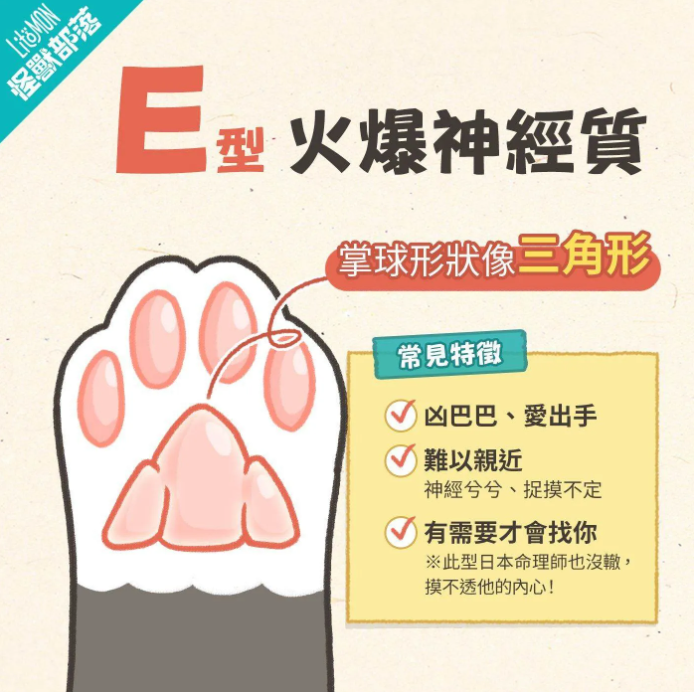 LitoMON
怪獸部落
E型 火爆神經質
掌球形狀像三角形
常見特徵
凶巴巴、愛出手
難以親近
神經兮兮、捉摸不定
有需要才會找你
※此型日本命理師也沒轍，
摸不透他的內心！